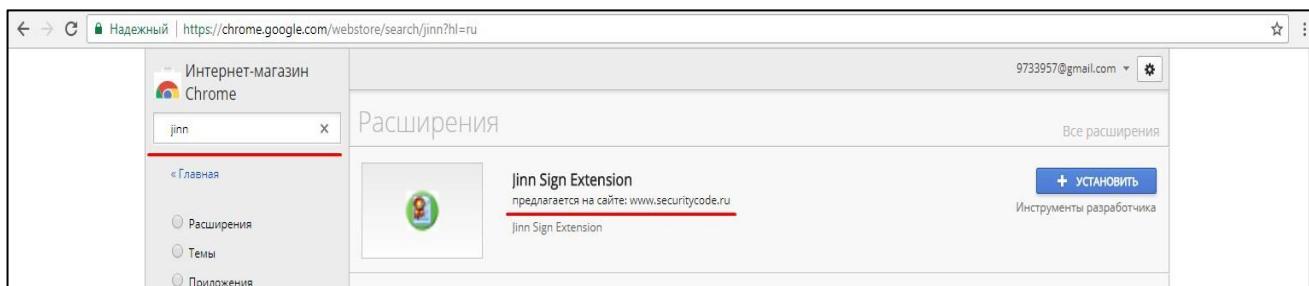 Надежный | https://chrome.google.com/webstore/search/jinn?hl=ru
Интернет-магазин
Chrome
9733957@gmail.com
jinn
Расширения
Все расширения
« Главная
Jinn Sign Extension
предлагается на сайте: www.securitycode.ru
Jinn Sign Extension
+ УСТАНОВИТЬ
Инструменты разработчика
Расширения
Темы
Приложения